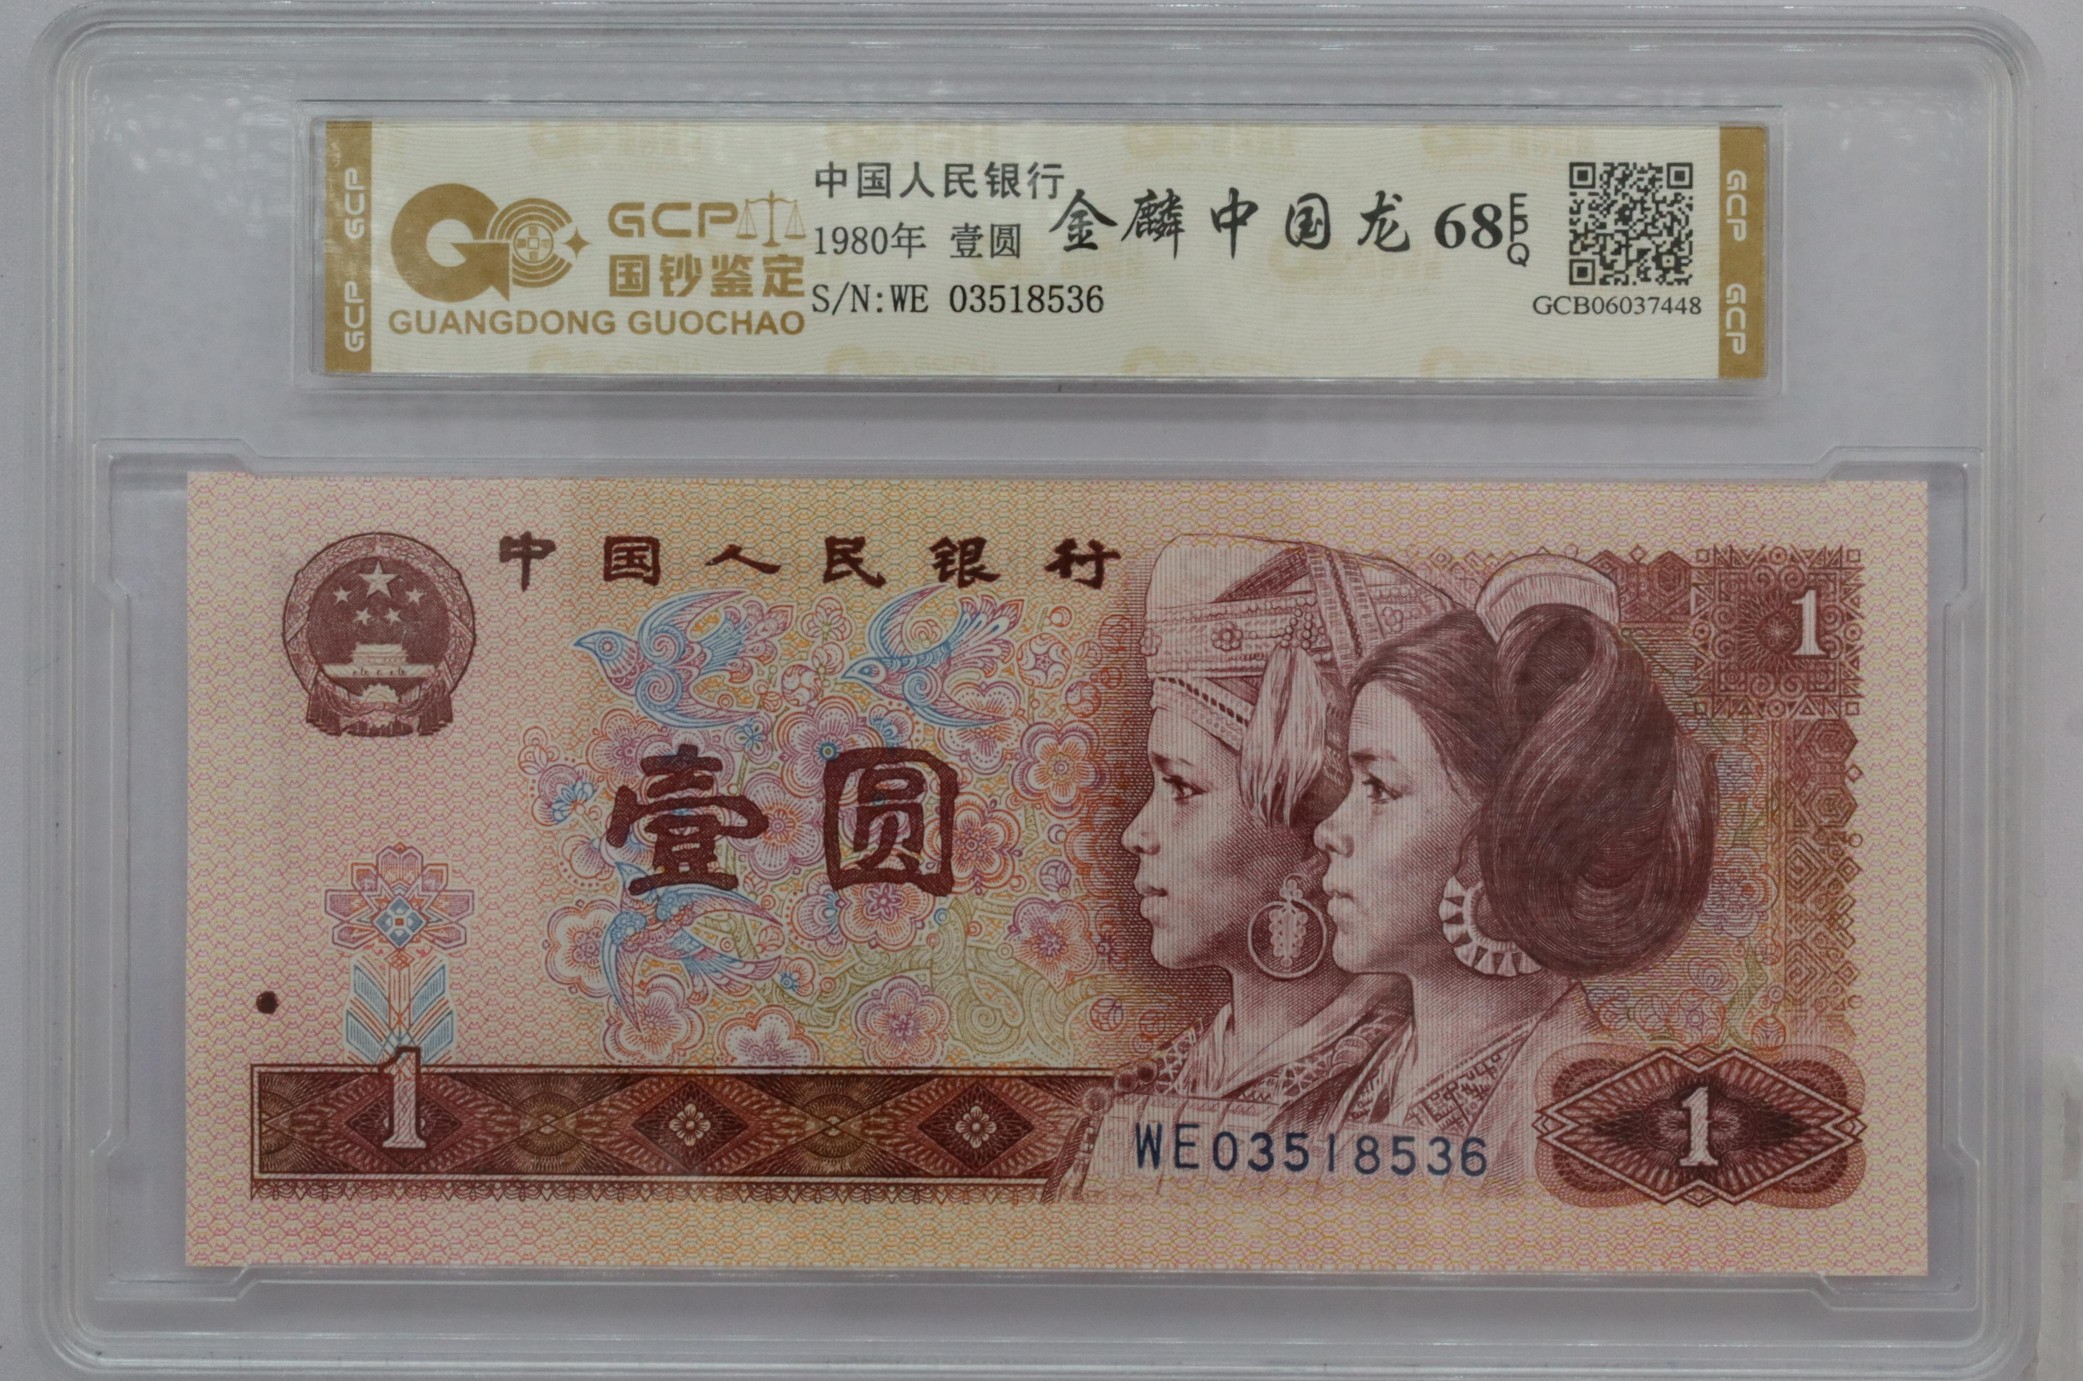 GCP GCP
GCP
国钞鉴定
GUANGDONG GUOCHAO
中国人民银行
1980年 壹圆
S/N:WE 03518536
金麟中国龙 68 EPQ
GCB06037448
GCP GCP
中国人民银行
1
壹圆
1
WE03518536
1